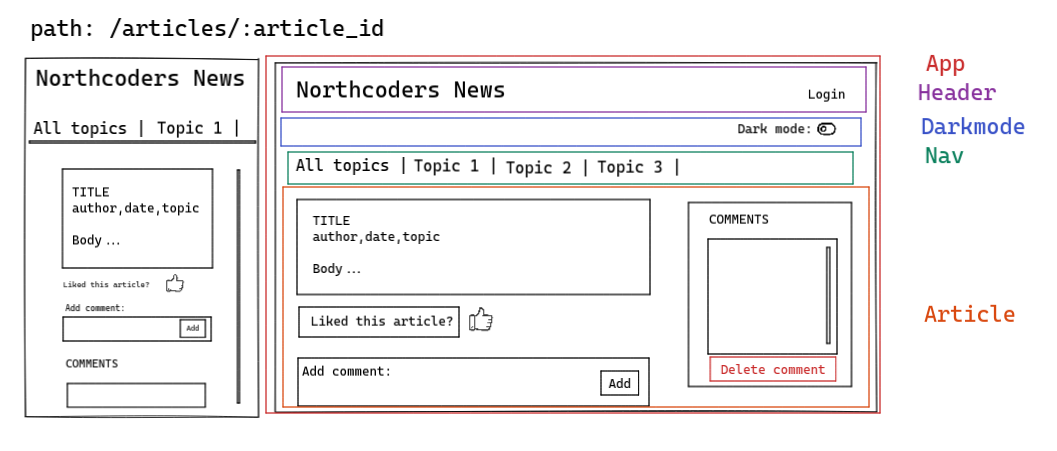 path: /articles/:article_id
Northcoders News
All topics | Topic 1 |
TITLE
author,date,topic
Body ...
Liked this article?
Add comment:
Add
COMMENTS
Northcoders News
Login
Dark mode:
All topics | Topic 1 | Topic 2 | Topic 3 |
TITLE
author,date,topic
Body ...
Liked this article?
Add comment:
Add
COMMENTS
Delete comment
App
Header
Darkmode
Nav
Article